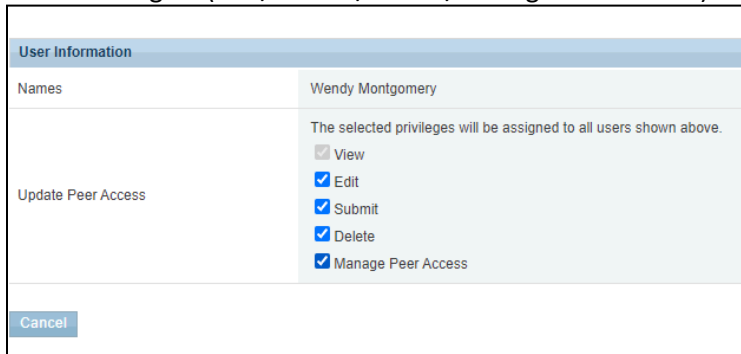 User Information
Names Wendy Montgomery
The selected privileges will be assigned to all users shown above.
View
Edit
Update Peer Access
Submit
Delete
Manage Peer Access
Cancel